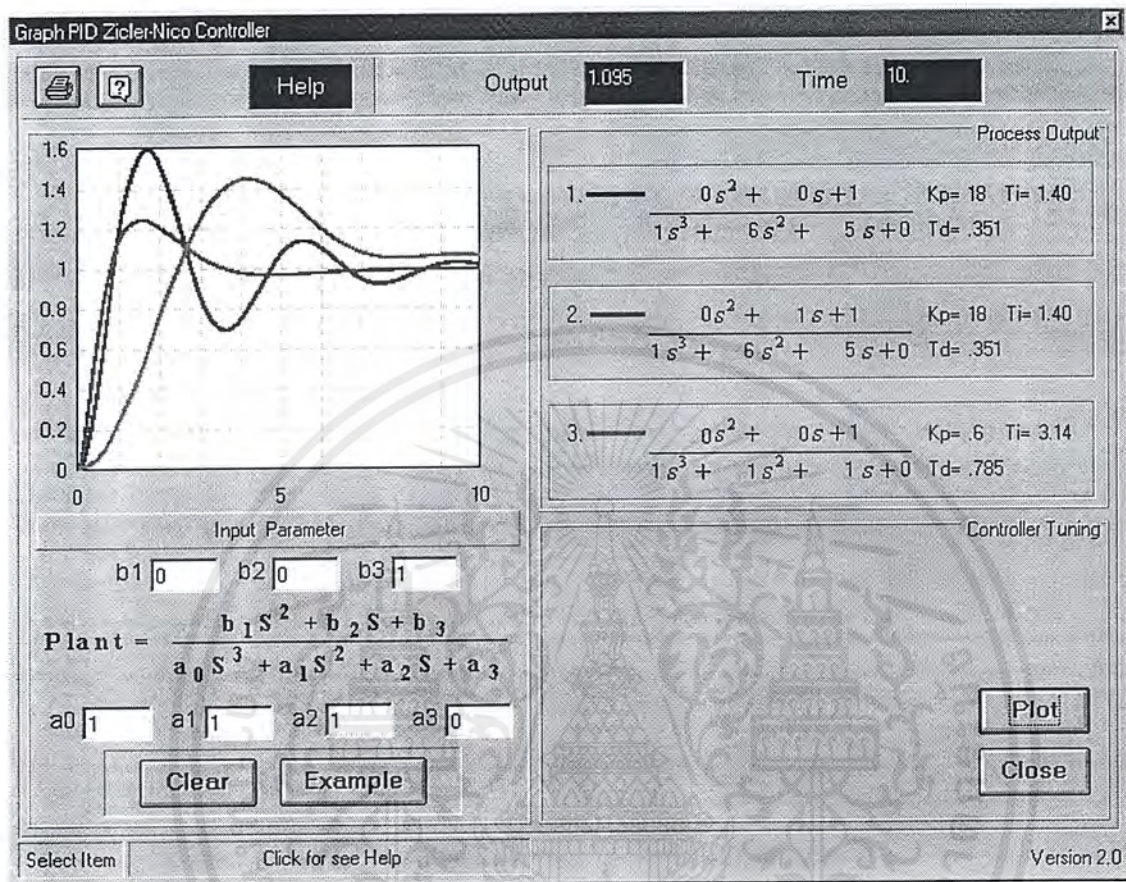 Graph PID Zicler-Nico Controller
Help
Output 1.095
Time 10.
1.6
1.4
1.2
1
0.8
0.6
0.4
0.2
0
0 5 10
Process Output
1. 0s² + 0s+1 Kp= 18 Ti= 1.40
1s³ + 6s² + 5s+0 Td= .351
2. 0s² + 1s+1 Kp= 18 Ti= 1.40
1s³ + 6s² + 5s+0 Td= .351
3. 0s² + 0s+1 Kp= .6 Ti= 3.14
1s³ + 1s² + 1s+0 Td= .785
Input Parameter
b1 0 b2 0 b3 1
Plant = b₁S² + b₂S + b₃
a₀S³ + a₁S² + a₂S + a₃
a0 1 a1 1 a2 1 a3 0
Clear Example
Controller Tuning
Plot
Close
Select Item Click for see Help Version 2.0